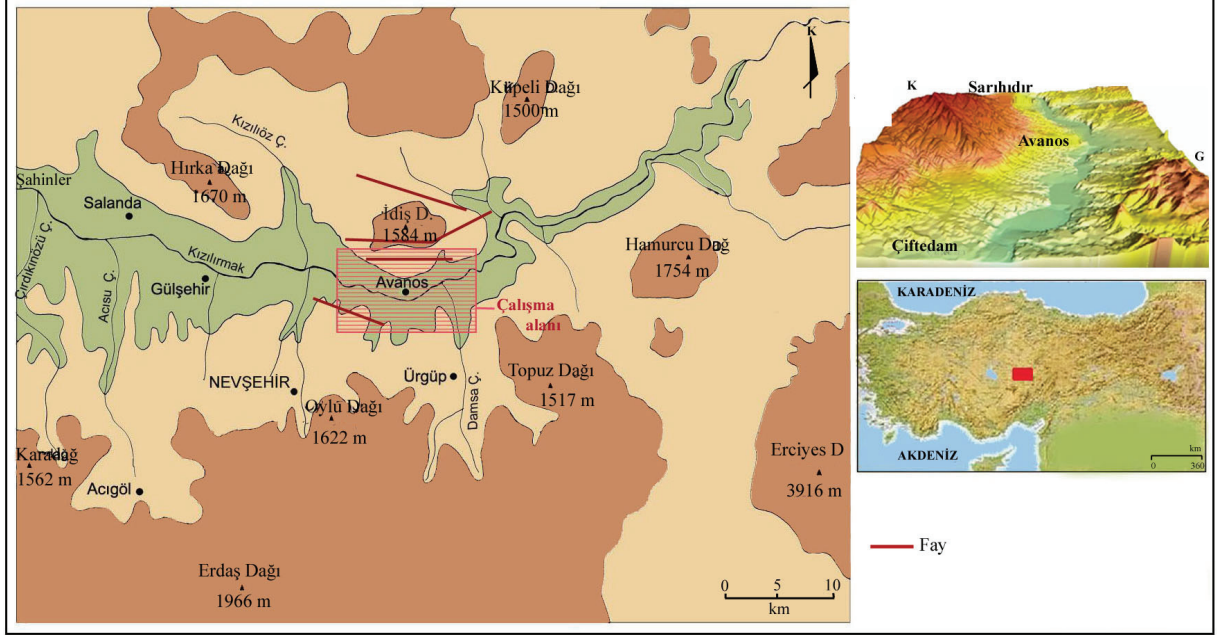 K
Küpeli Dağı
1500 m
Kızılöz Ç.
Hırka Dağı
1670 m
Şahinler
Salanda
İdiş D.
1584 m
Hamurcu Dağ
1754 m
Çırdıkınözü Ç.
Acısu Ç.
Kızılırmak
Gülşehir
Avanos
Çalışma
alanı
NEVŞEHİR
Ürgüp
Damsa Ç.
Topuz Dağı
1517 m
Oylu Dağı
1622 m
Karadağ
1562 m
Acıgöl
Erciyes D
3916 m
Erdaş Dağı
1966 m
0 5 10
km
K
Sarıhıdır
Avanos
G
Çiftedam
KARADENİZ
AKDENİZ
km
0 360
Fay